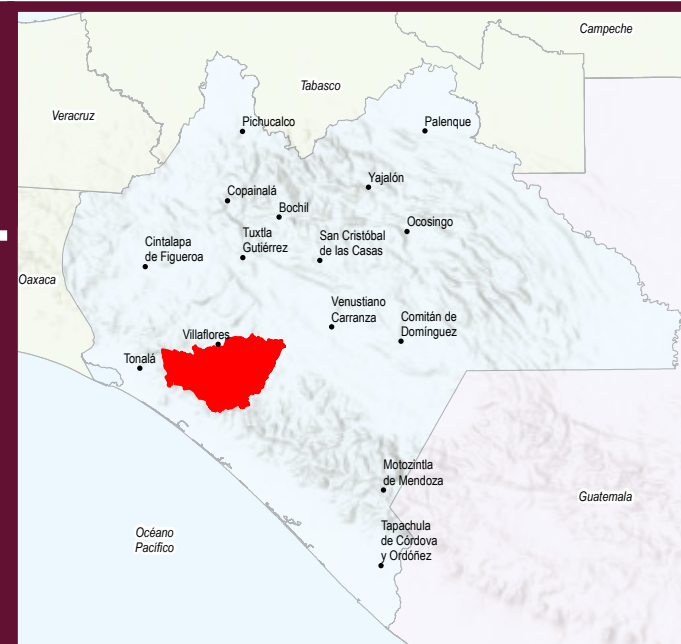 Campeche
Tabasco
Veracruz
Pichucalco
Palenque
Yajalón
Copainalá
Bochil
Ocosingo
Tuxtla
Gutiérrez
San Cristóbal
de las Casas
Cintalapa
de Figueroa
Oaxaca
Venustiano
Carranza
Comitán de
Domínguez
Villaflores
Tonalá
Motozintla
de Mendoza
Guatemala
Océano
Pacífico
Tapachula
de Córdova
y Ordóñez